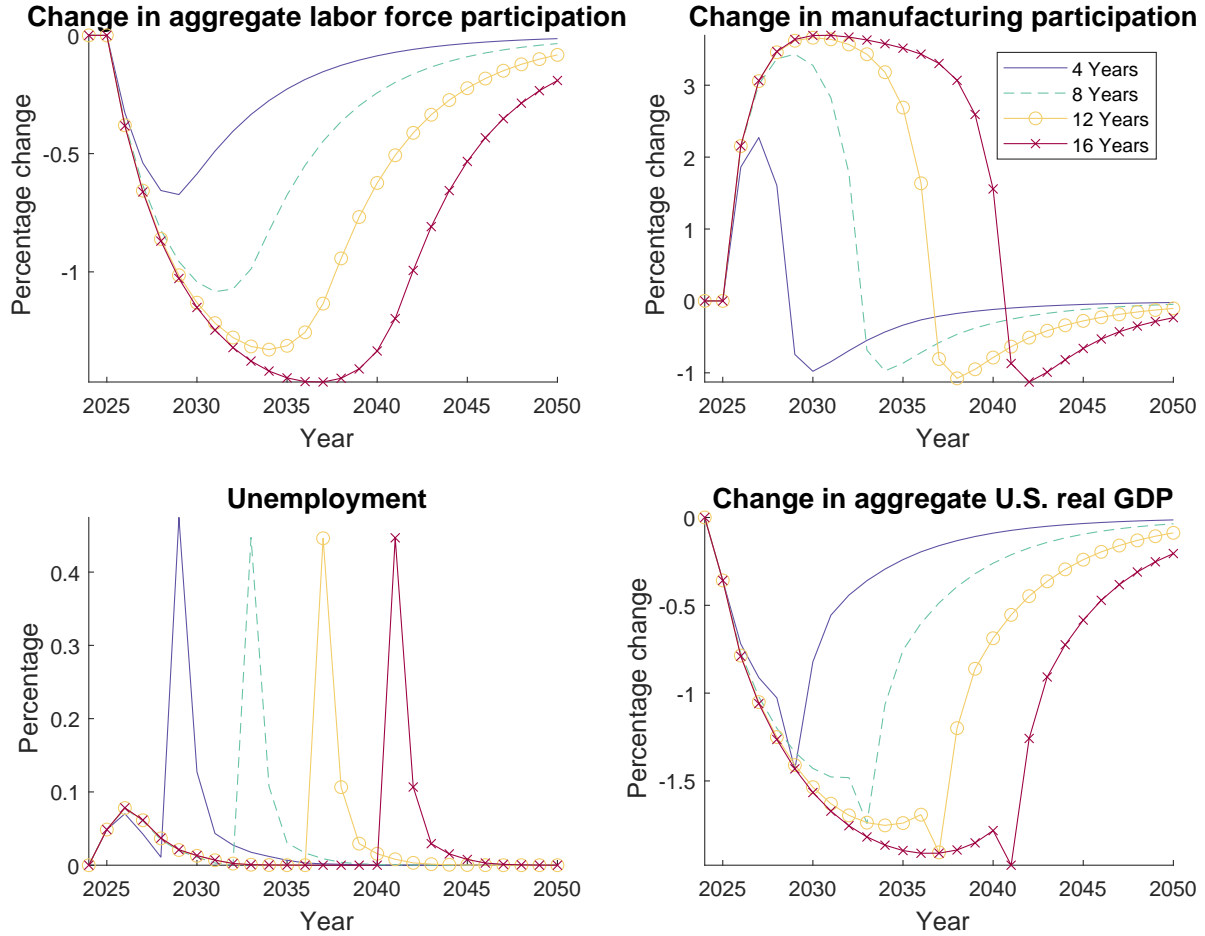 Change in aggregate labor force participation
Percentage change
0
-0.5
-1
2025 2030 2035 2040 2045 2050
Year
Change in manufacturing participation
Percentage change
3
2
1
0
-1
2025 2030 2035 2040 2045 2050
Year
4 Years
8 Years
12 Years
16 Years
Unemployment
Percentage
0.4
0.3
0.2
0.1
0
2025 2030 2035 2040 2045 2050
Year
Change in aggregate U.S. real GDP
Percentage change
0
-0.5
-1
-1.5
2025 2030 2035 2040 2045 2050
Year